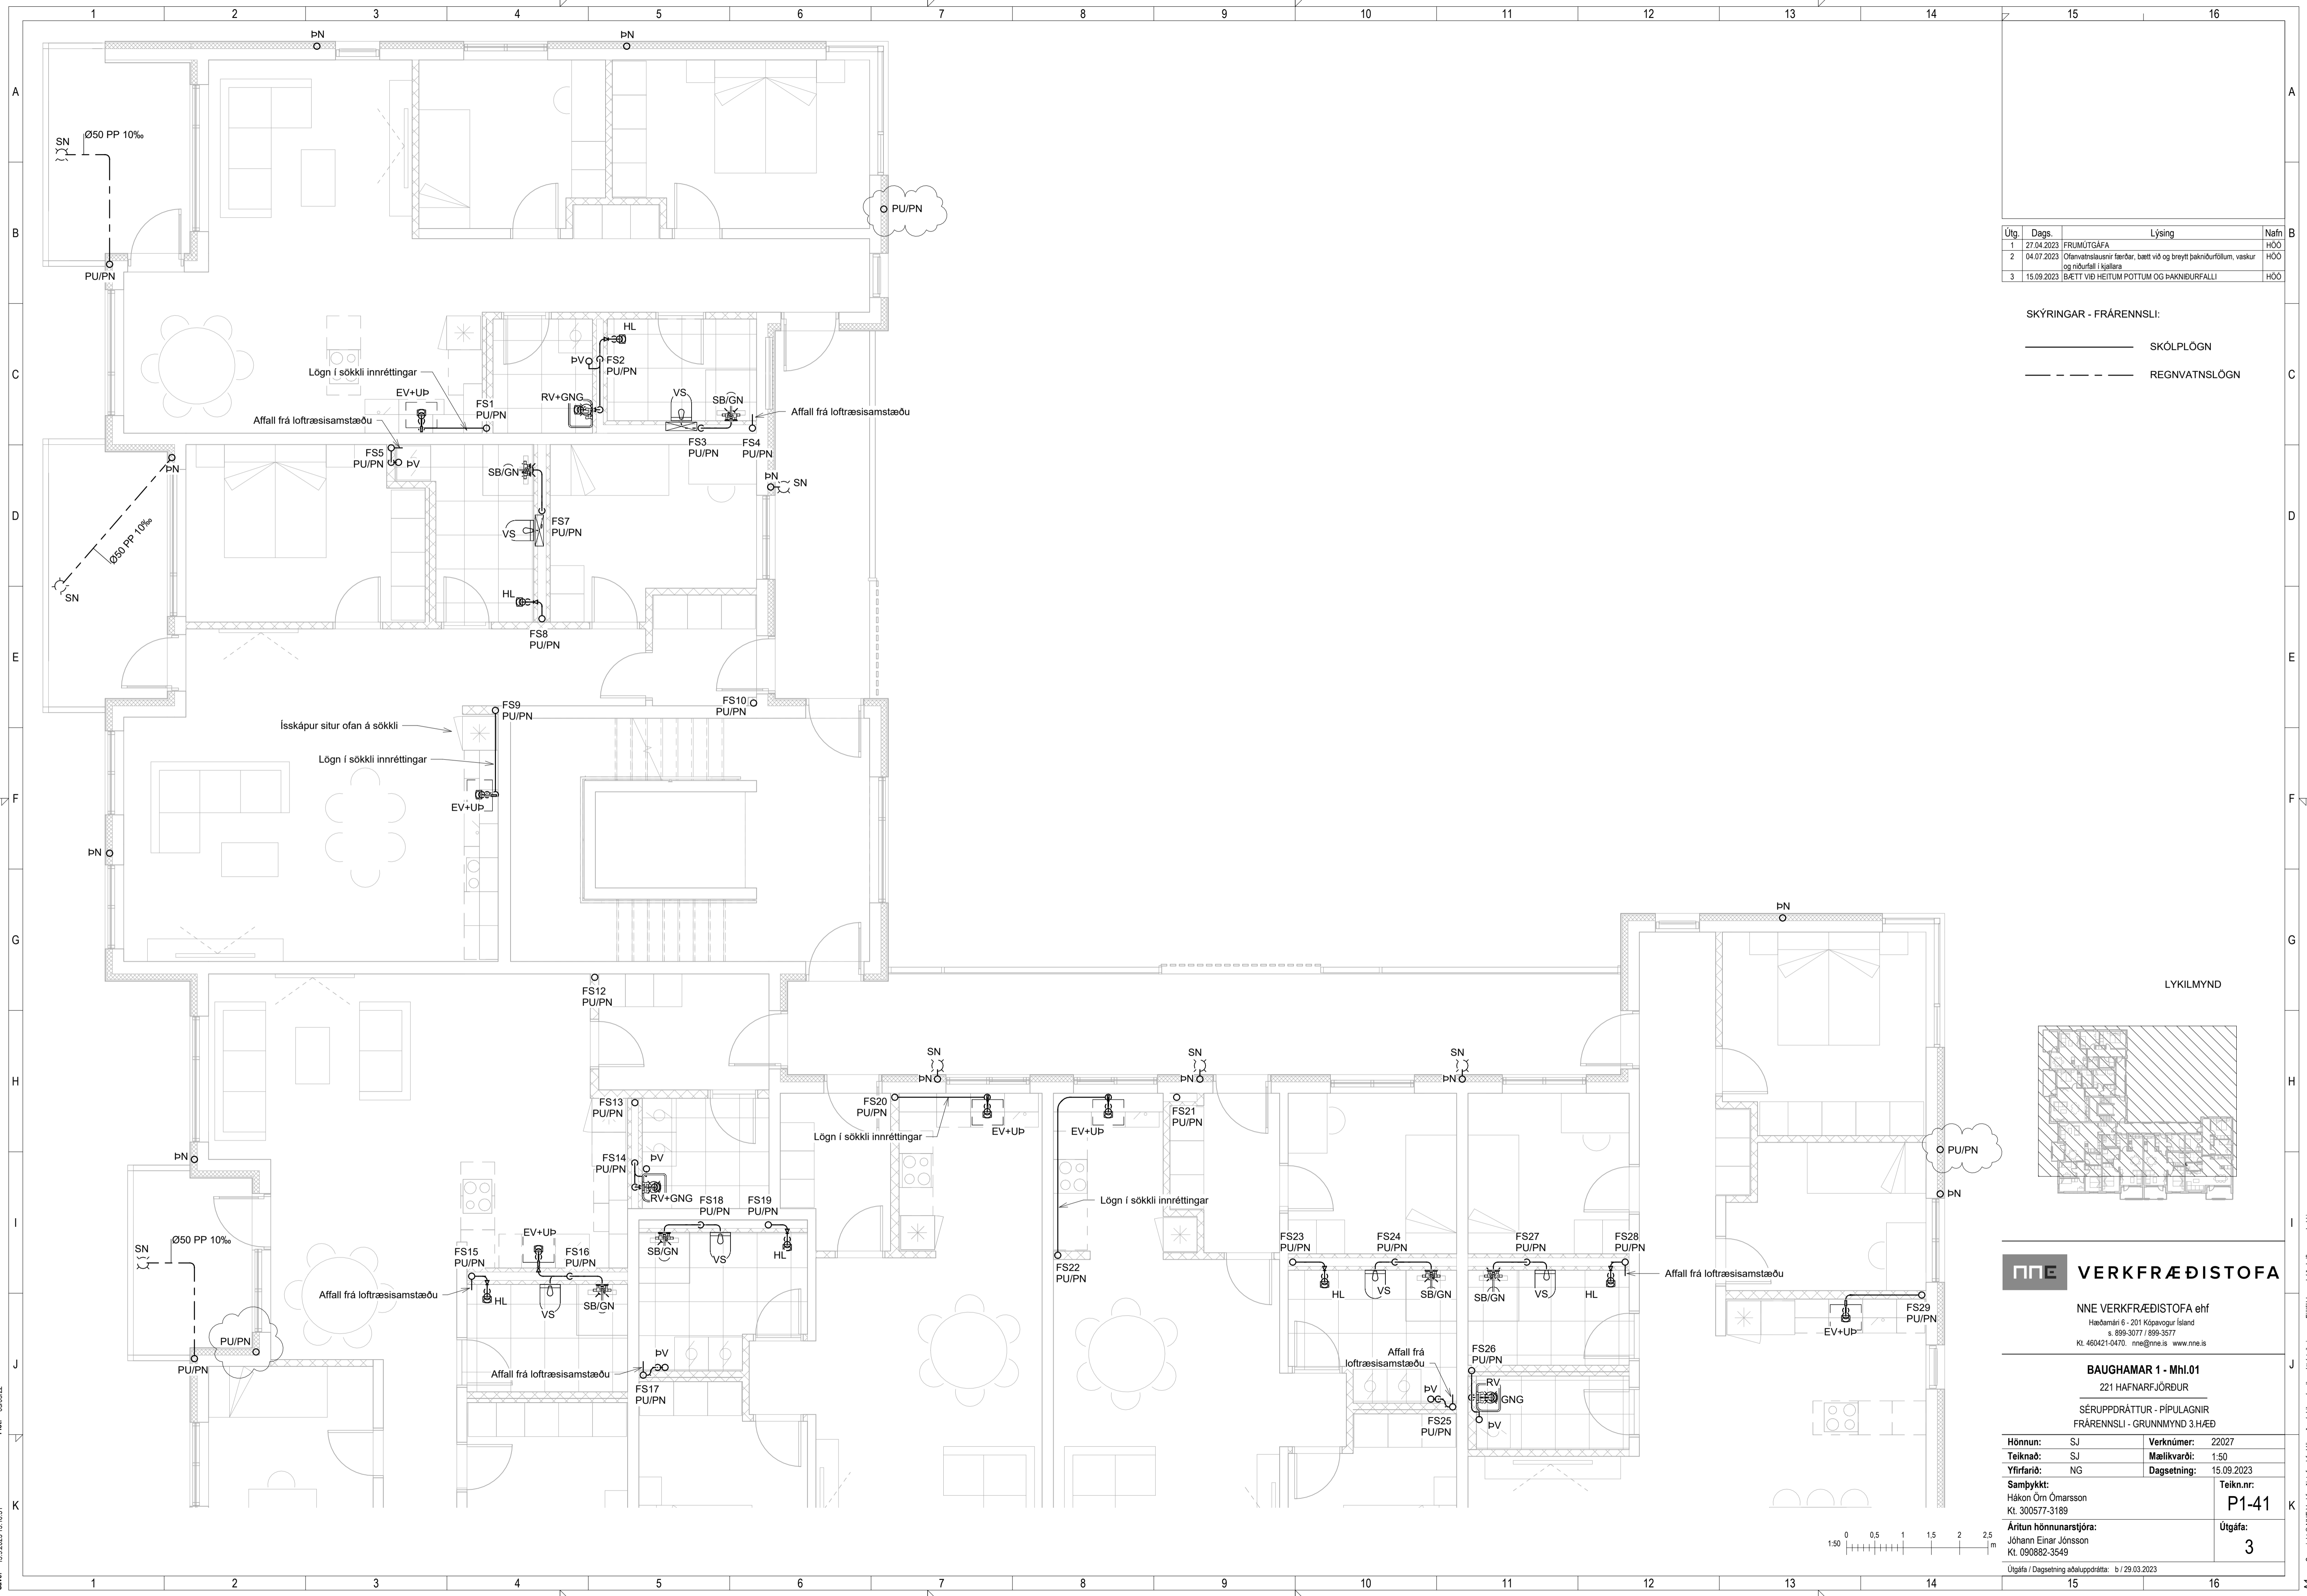 1 2 3 4 5 6 7 8 9 10 11 12 13 14 15 16
A
B
C
D
E
F
G
H
I
J
K
A
B
C
D
E
F
G
H
I
J
K
ÞN
ÞN
SN
Ø50 PP 10‰
PU/PN
PU/PN
HL
ÞV
FS2
PU/PN
Lögn í sökkli innréttingar
EV+UÞ
FS1
PU/PN
RV+GNG
VS
SB/GN
Affall frá loftræsisamstæðu
Affall frá loftræsisamstæðu
FS3
PU/PN
FS4
PU/PN
FS5
PU/PN
ÞV
ÞN
SB/GN
ÞN
SN
Ø50 PP 10‰
VS
FS7
PU/PN
SN
HL
FS8
PU/PN
FS9
PU/PN
FS10
PU/PN
Ísskápur situr ofan á sökkli
Lögn í sökkli innréttingar
EV+UÞ
ÞN
ÞN
FS12
PU/PN
SN
ÞN
SN
ÞN
SN
ÞN
FS13
PU/PN
FS20
PU/PN
Lögn í sökkli innréttingar
EV+UÞ
EV+UÞ
FS21
PU/PN
ÞN
FS14
PU/PN
ÞV
RV+GNG
PU/PN
ÞN
FS18
PU/PN
FS19
PU/PN
Lögn í sökkli innréttingar
SN
Ø50 PP 10‰
EV+UÞ
FS15
PU/PN
FS16
PU/PN
SB/GN
VS
HL
FS22
PU/PN
FS23
PU/PN
FS24
PU/PN
FS27
PU/PN
FS28
PU/PN
Affall frá loftræsisamstæðu
Affall frá loftræsisamstæðu
HL
VS
SB/GN
HL
VS
SB/GN
SB/GN
VS
HL
FS29
PU/PN
EV+UÞ
PU/PN
PU/PN
ÞV
Affall frá loftræsisamstæðu
FS17
PU/PN
Affall frá
loftræsisamstæðu
FS26
PU/PN
RV
GNG
ÞV
FS25
PU/PN
ÞV
Útg. Dags. Lýsing Nafn
1 27.04.2023 FRUMÚTGÁFA HÖÓ
2 04.07.2023 Ofanvatnslausnir færðar, bætt við og breytt þakniðurföllum, vaskur HÖÓ
og niðurfall í kjallara
3 15.09.2023 BÆTT VIÐ HEITUM POTTUM OG ÞAKNIÐURFALLI HÖÓ
SKÝRINGAR - FRÁRENNSLI:
SKÓLPLÖGN
REGNVATNSLÖGN
LYKILMYND
nne VERKFRÆÐISTOFA
NNE VERKFRÆÐISTOFA ehf
Hæðamári 6 - 201 Kópavogur Ísland
s. 899-3077 / 899-3577
Kt. 460421-0470. nne@nne.is www.nne.is
BAUGHAMAR 1 - Mhl.01
221 HAFNARFJÖRÐUR
SÉRUPPDRÁTTUR - PÍPULAGNIR
FRÁRENNSLI - GRUNNMYND 3.HÆÐ
Hönnun: SJ Verknúmer: 22027
Teiknað: SJ Mælikvarði: 1:50
Yfirfarið: NG Dagsetning: 15.09.2023
Samþykkt: Teikn.nr:
Hákon Örn Ómarsson
Kt. 300577-3189
P1-41
Áritun hönnunarstjóra: Útgáfa:
Jóhann Einar Jónsson
Kt. 090882-3549
3
Útgáfa / Dagsetning aðaluppdrátta: b / 29.03.2023
1:50 0 0,5 1 1,5 2 2,5 m
1 2 3 4 5 6 7 8 9 10 11 12 13 14 15 16